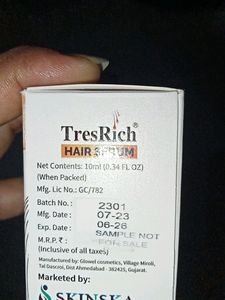 TresRich®
HAIR SERUM
Net Contents: 10ml (0.34 FL OZ)
(When Packed)
Mfg. Lic No.: GC/782
Batch No. : 2301
Mfg. Date : 07-23
Exp. Date : 06-26
M.R.P. ₹ : SAMPLE NOT
(Inclusive of all taxes) FOR SALE
Manufactured by: Glowel cosmetics, Village Miroli,
Tal Dascroi, Dist Ahmedabad - 382425, Gujarat.
Marketed by:
SKINSKA